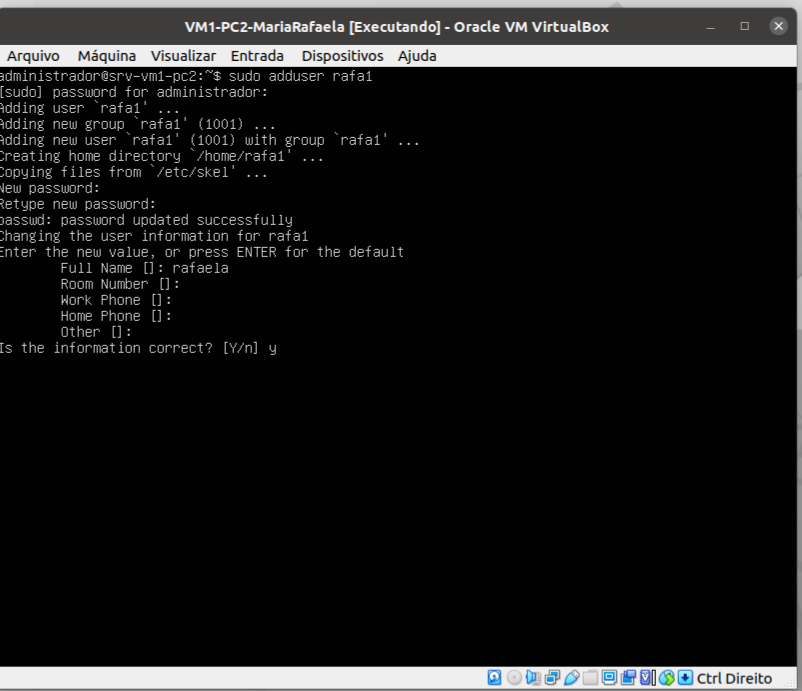 VM1-PC2-MariaRafaela [Executando] - Oracle VM VirtualBox
Arquivo Máquina Visualizar Entrada Dispositivos Ajuda
administrador@srv-vm1-pc2:~$ sudo adduser rafa1
[sudo] password for administrador:
Adding user `rafa1' ...
Adding new group `rafa1' (1001) ...
Adding new user `rafa1' (1001) with group `rafa1' ...
Creating home directory `/home/rafa1' ...
Copying files from `/etc/skel' ...
New password:
Retype new password:
passwd: password updated successfully
Changing the user information for rafa1
Enter the new value, or press ENTER for the default
Full Name []: rafaela
Room Number []:
Work Phone []:
Home Phone []:
Other []:
Is the information correct? [Y/n] y
Ctrl Direito